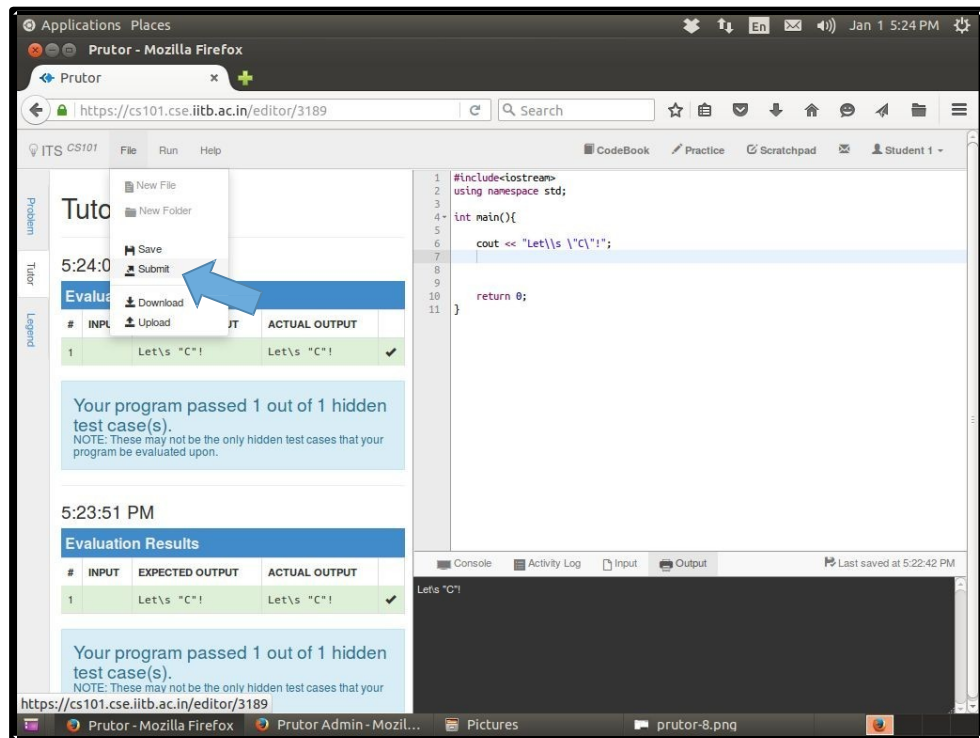 Applications Places En Jan 1 5:24 PM
Prutor - Mozilla Firefox
Prutor
https://cs101.cse.iitb.ac.in/editor/3189 Search
ITS CS101 File Run Help CodeBook Practice Scratchpad Student 1
Problem
Tutor
Legend
New File
New Folder
Save
Submit
Download
Upload
Tuto
5:24:0
Evalua
# INPU UT ACTUAL OUTPUT
1 Let\s "C"! Let\s "C"!
Your program passed 1 out of 1 hidden
test case(s).
NOTE: These may not be the only hidden test cases that your
program be evaluated upon.
5:23:51 PM
Evaluation Results
# INPUT EXPECTED OUTPUT ACTUAL OUTPUT
1 Let\s "C"! Let\s "C"!
Your program passed 1 out of 1 hidden
test case(s).
NOTE: These may not be the only hidden test cases that your
https://cs101.cse.iitb.ac.in/editor/3189
1 #include<iostream>
2 using namespace std;
3
4 int main(){
5
6 cout << "Let\\s \"C\"!";
7
8
9
10 return 0;
11 }
Console Activity Log Input Output Last saved at 5:22:42 PM
Let\s "C"!
Prutor - Mozilla Firefox Prutor Admin - Mozil... Pictures prutor-8.png